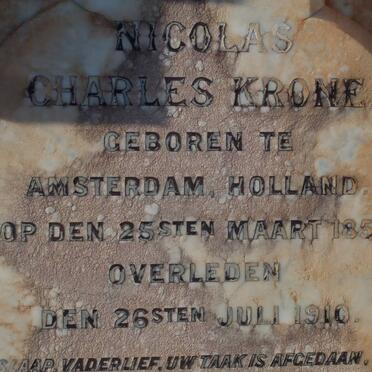 NICOLAS
CHARLES KRONE
GEBOREN TE
AMSTERDAM, HOLLAND
OP DEN 25STEN MAART 185
OVERLEDEN
DEN 26STEN JULI 1910.
SLAAP, VADERLIEF, UW TAAK IS AFGEDAAN.